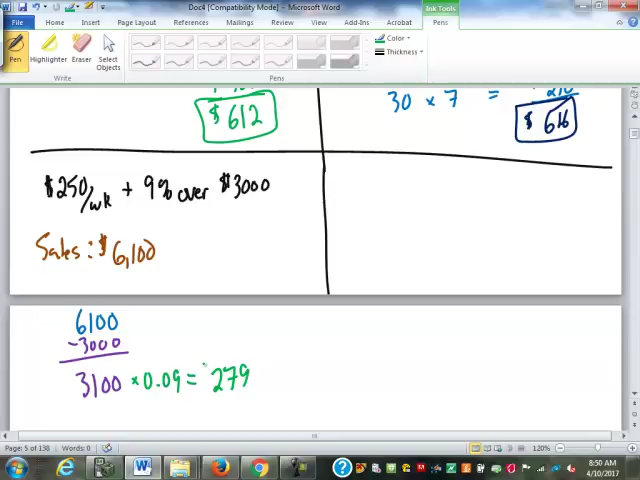 Doc4 [Compatibility Mode] - Microsoft Word
Ink Tools
File Home Insert Page Layout References Mailings Review View Add-Ins Acrobat Pens
Pen Highlighter Eraser Select Objects
Color
Thickness
Write Pens
$ 612
30 × 7 =
$ 616
$250/wk + 9% over $3000
Sales: $6,100
6100
-3000
3100 × 0.09 = 279
Page: 5 of 138 Words: 0 120%
8:50 AM
4/10/2017